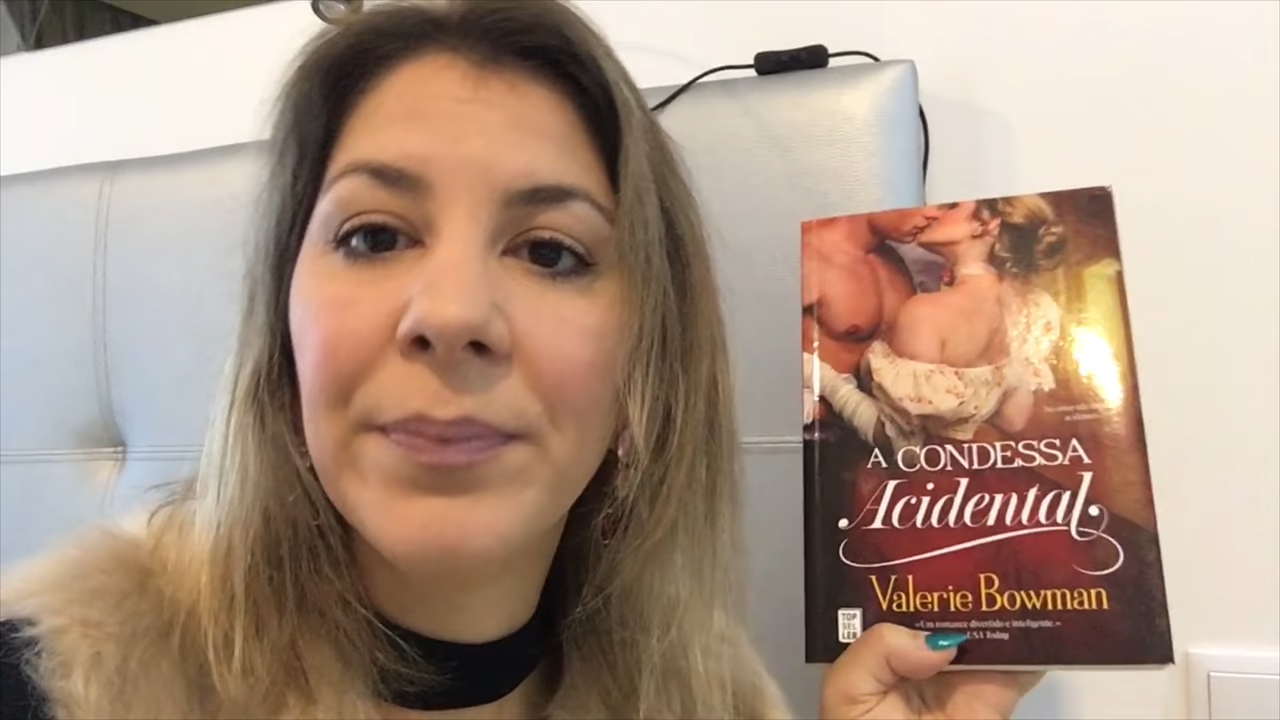 A CONDESSA
Acidental
Valerie Bowman
TOP
SEL
LER
«Um romance divertido e inteligente.»
USA Today